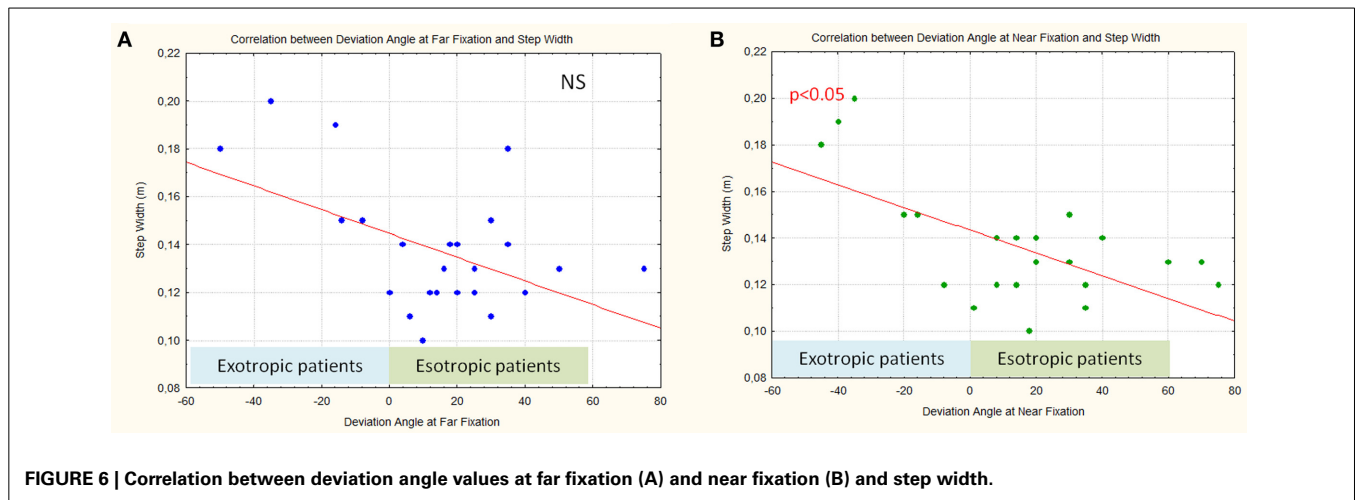 A
Correlation between Deviation Angle at Far Fixation and Step Width
0,22
0,20
0,18
0,16
0,14
0,12
0,10
0,08
Step Width (m)
NS
Exotropic patients
Esotropic patients
-60 -40 -20 0 20 40 60 80
Deviation Angle at Far Fixation
B
Correlation between Deviation Angle at Near Fixation and Step Width
0,22
0,20
0,18
0,16
0,14
0,12
0,10
0,08
Step Width (m)
p<0.05
Exotropic patients
Esotropic patients
-60 -40 -20 0 20 40 60 80
Deviation Angle at Near Fixation
FIGURE 6 | Correlation between deviation angle values at far fixation (A) and near fixation (B) and step width.